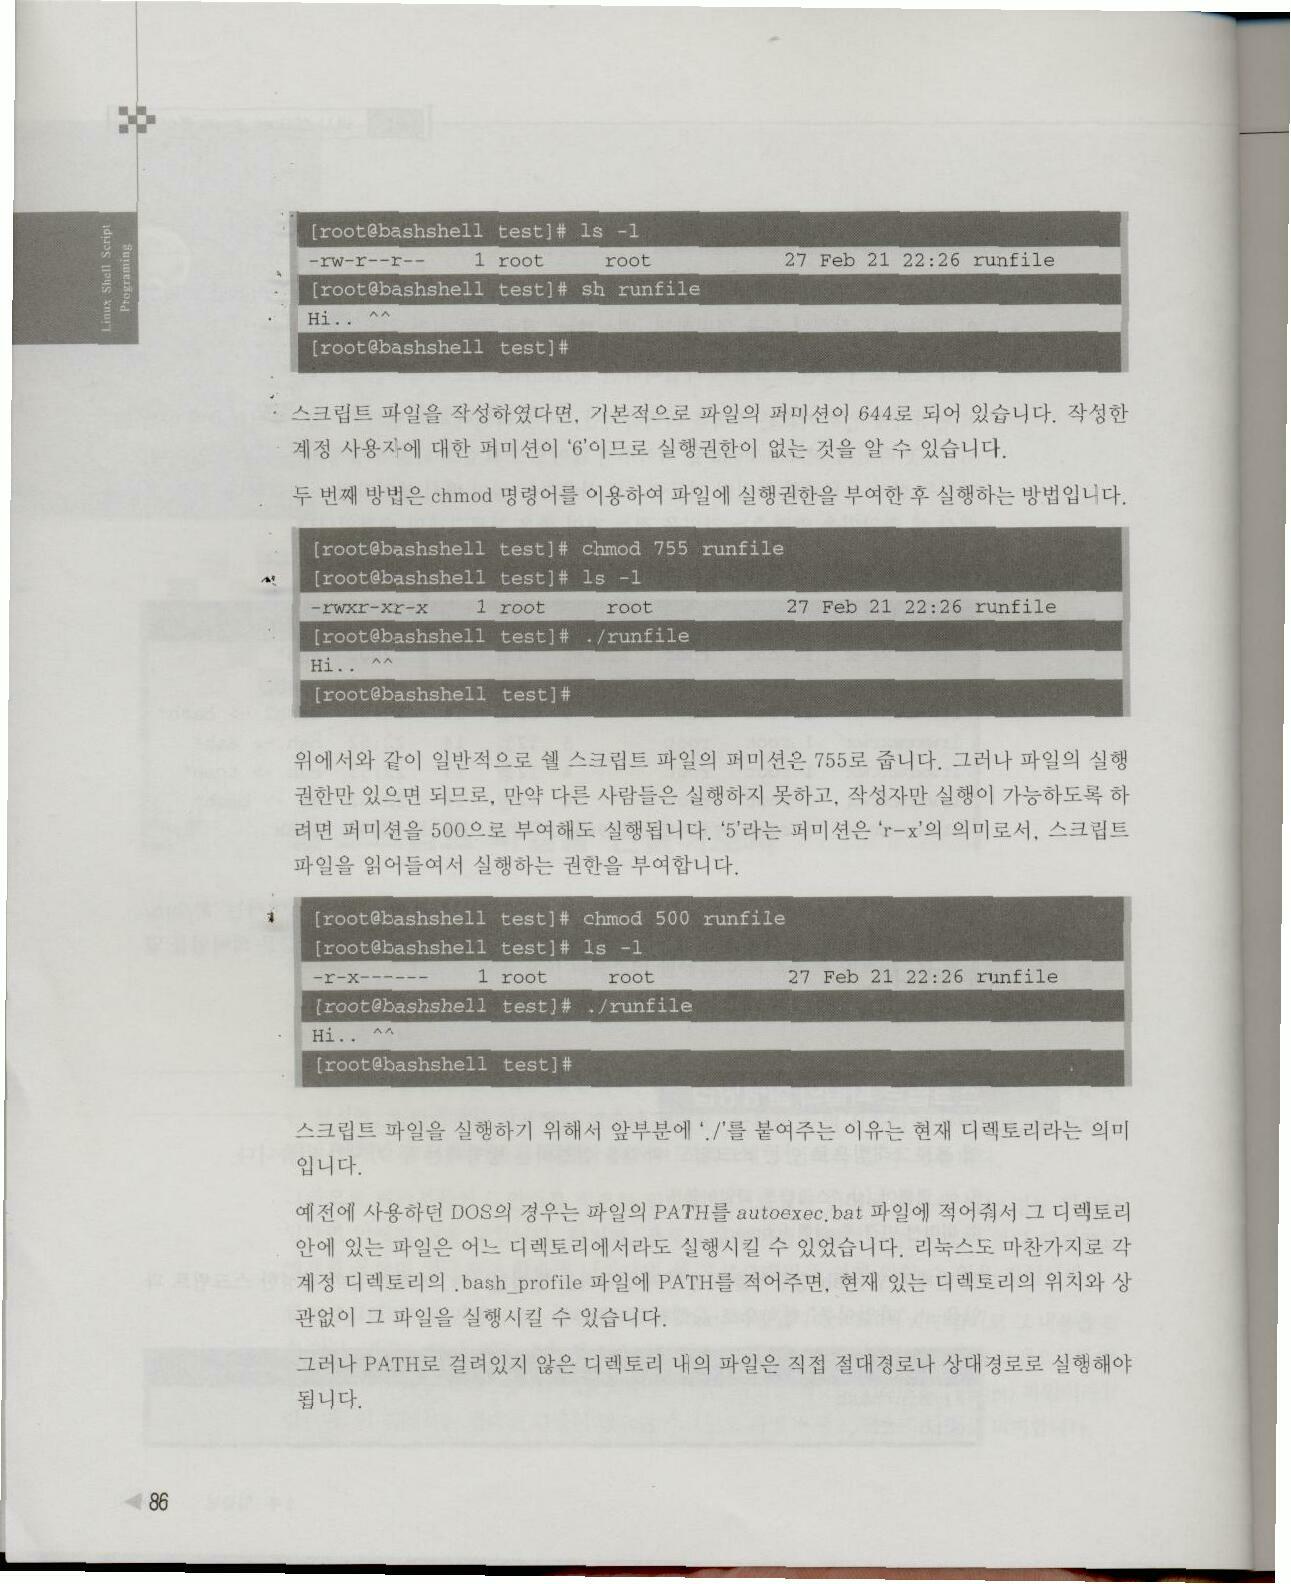 Linux Shell Script
Programing
[root@bashshell test]# ls -l
-rw-r--r-- 1 root root 27 Feb 21 22:26 runfile
[root@bashshell test]# sh runfile
Hi.. ^^
[root@bashshell test]#
스크립트 파일을 작성하였다면, 기본적으로 파일의 퍼미션이 644로 되어 있습니다. 작성한
계정 사용자에 대한 퍼미션이 ‘6’이므로 실행권한이 없는 것을 알 수 있습니다.
두 번째 방법은 chmod 명령어를 이용하여 파일에 실행권한을 부여한 후 실행하는 방법입니다.
[root@bashshell test]# chmod 755 runfile
[root@bashshell test]# ls -l
-rwxr-xr-x 1 root root 27 Feb 21 22:26 runfile
[root@bashshell test]# ./runfile
Hi.. ^^
[root@bashshell test]#
위에서와 같이 일반적으로 쉘 스크립트 파일의 퍼미션은 755로 줍니다. 그러나 파일의 실행
권한만 있으면 되므로, 만약 다른 사람들은 실행하지 못하고, 작성자만 실행이 가능하도록 하
려면 퍼미션을 500으로 부여해도 실행됩니다. ‘5’라는 퍼미션은 ‘r-x’의 의미로서, 스크립트
파일을 읽어들여서 실행하는 권한을 부여합니다.
[root@bashshell test]# chmod 500 runfile
[root@bashshell test]# ls -l
-r-x------ 1 root root 27 Feb 21 22:26 runfile
[root@bashshell test]# ./runfile
Hi.. ^^
[root@bashshell test]#
스크립트 파일을 실행하기 위해서 앞부분에 ‘./’를 붙여주는 이유는 현재 디렉토리라는 의미
입니다.
예전에 사용하던 DOS의 경우는 파일의 PATH를 autoexec.bat 파일에 적어줘서 그 디렉토리
안에 있는 파일은 어느 디렉토리에서라도 실행시킬 수 있었습니다. 리눅스도 마찬가지로 각
계정 디렉토리의 .bash_profile 파일에 PATH를 적어주면, 현재 있는 디렉토리의 위치와 상
관없이 그 파일을 실행시킬 수 있습니다.
그러나 PATH로 걸려있지 않은 디렉토리 내의 파일은 직접 절대경로나 상대경로로 실행해야
됩니다.
86